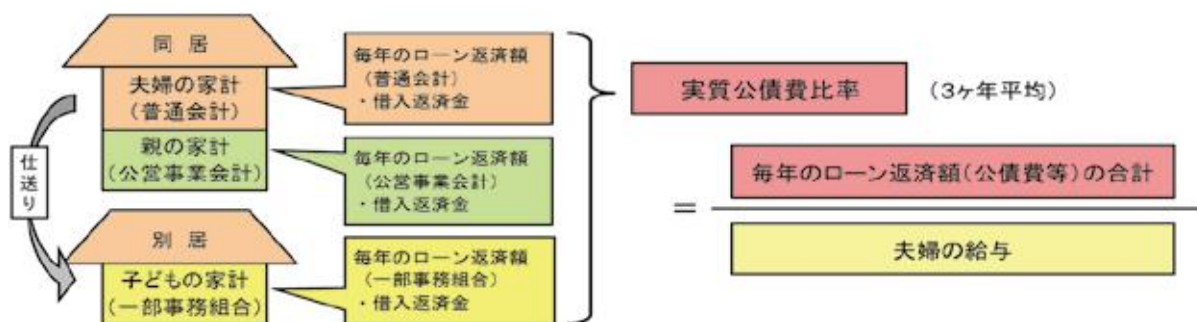 同 居
夫婦の家計
(普通会計)
親の家計
(公営事業会計)
仕送り
別 居
子どもの家計
(一部事務組合)
毎年のローン返済額
(普通会計)
・借入返済金
毎年のローン返済額
(公営事業会計)
・借入返済金
毎年のローン返済額
(一部事務組合)
・借入返済金
実質公債費比率 (3ヶ年平均)
毎年のローン返済額(公債費等)の合計
=
夫婦の給与